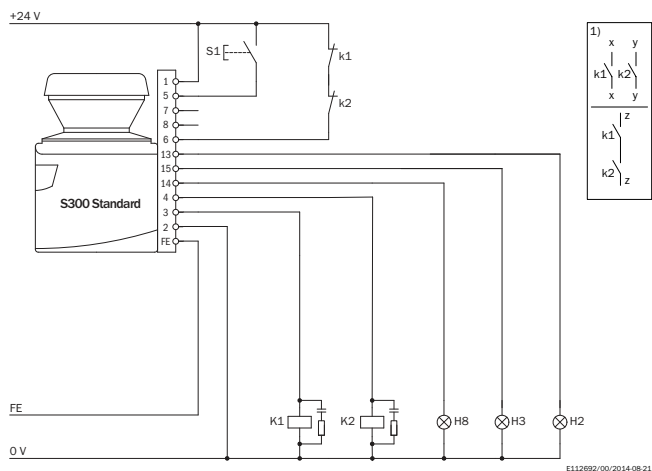 +24 V
S1
k1
k2
1
5
7
8
6
13
15
14
4
3
2
FE
S300 Standard
FE
K1
K2
H8
H3
H2
0 V
1)
x y
k1 k2
x y
z
k1
k2
z
E112692/00/2014-08-21